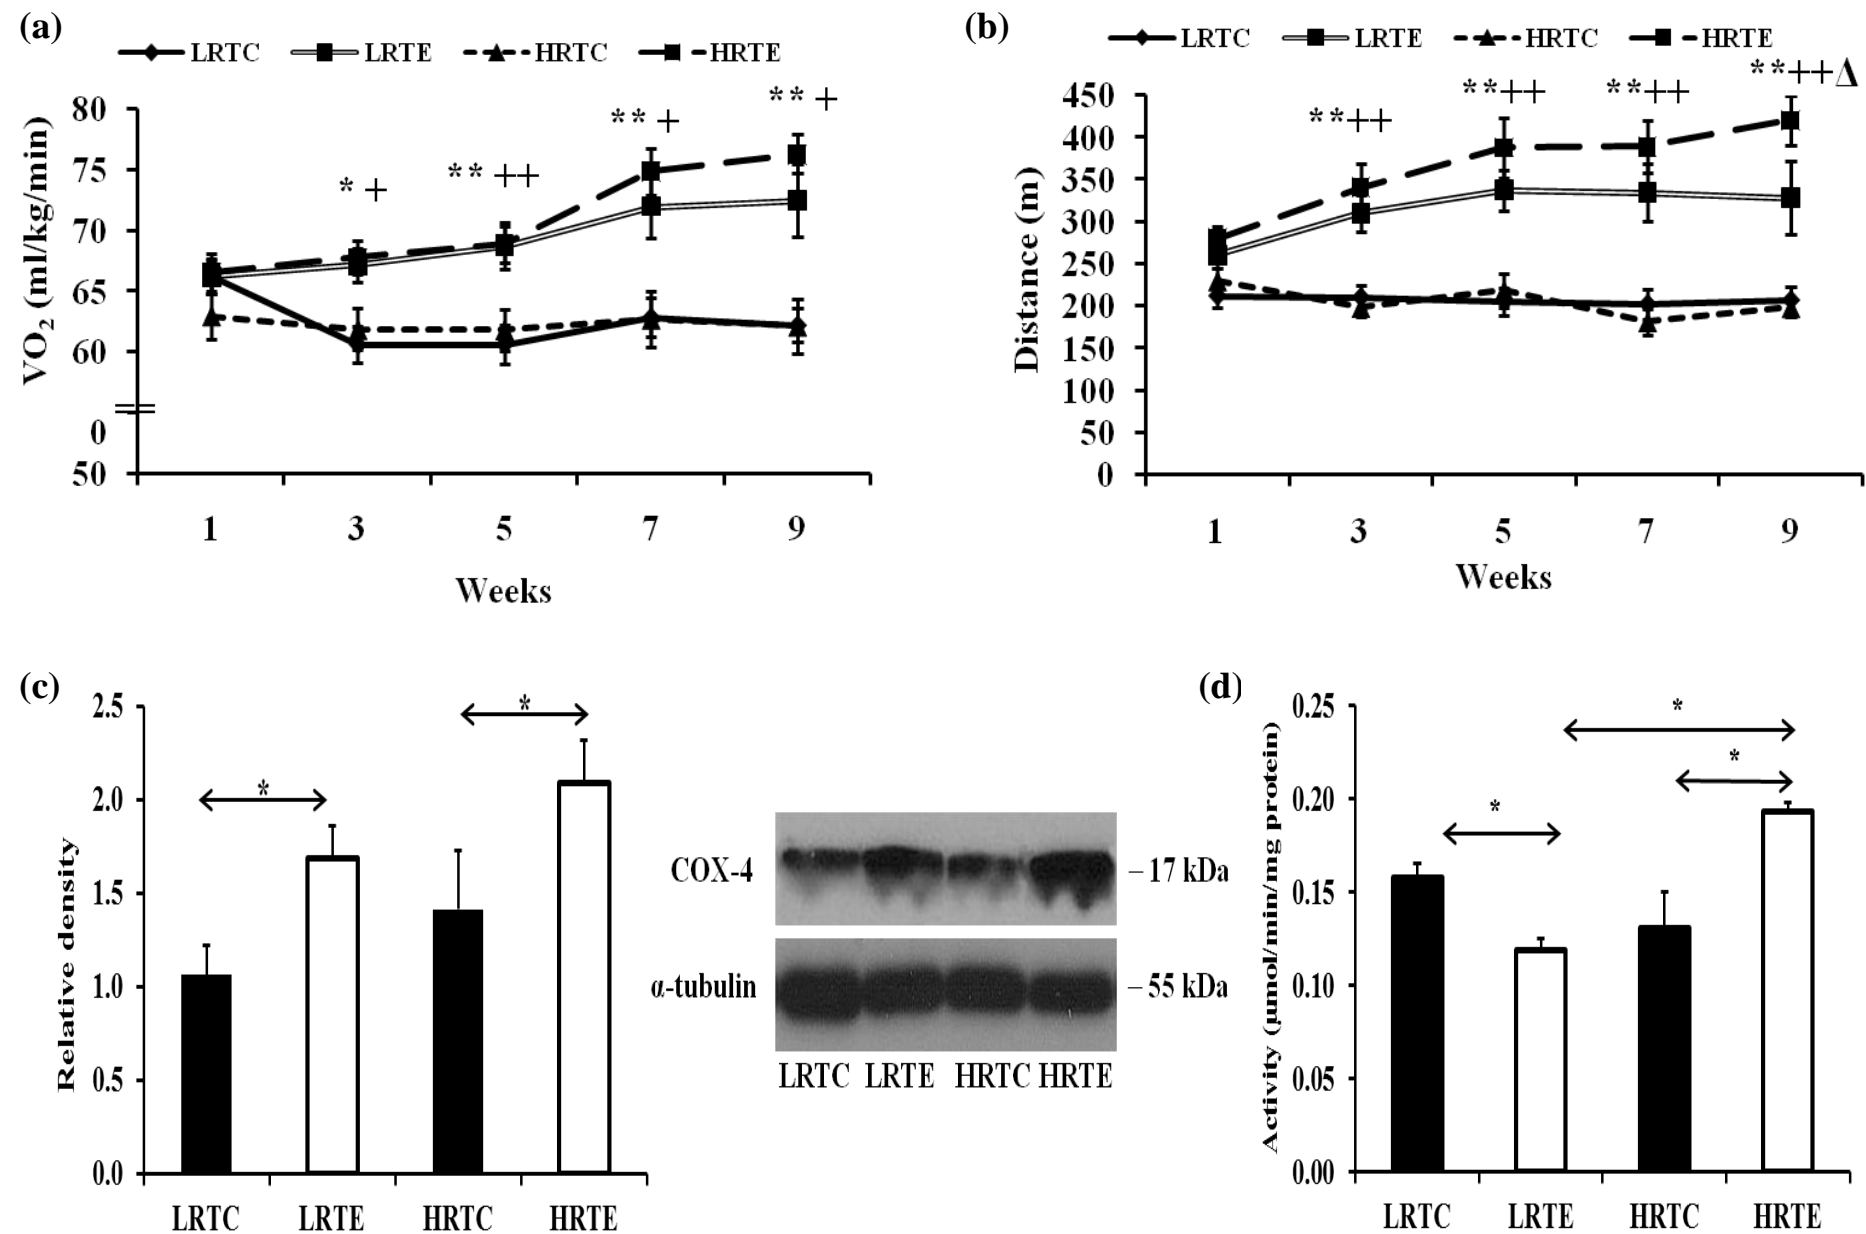 (a)
LRTC LRTE HRTC HRTE
VO₂ (ml/kg/min)
80
75
70
65
60
0
50
* +
** ++
** +
** +
1 3 5 7 9
Weeks
(b)
LRTC LRTE HRTC HRTE
Distance (m)
450
400
350
300
250
200
150
100
50
0
**++
**++
**++
**++Δ
1 3 5 7 9
Weeks
(c)
Relative density
2.5
2.0
1.5
1.0
0.5
0.0
*
*
LRTC LRTE HRTC HRTE
COX-4 – 17 kDa
α-tubulin – 55 kDa
LRTC LRTE HRTC HRTE
(d)
Activity (µmol/min/mg protein)
0.25
0.20
0.15
0.10
0.05
0.00
*
*
*
LRTC LRTE HRTC HRTE